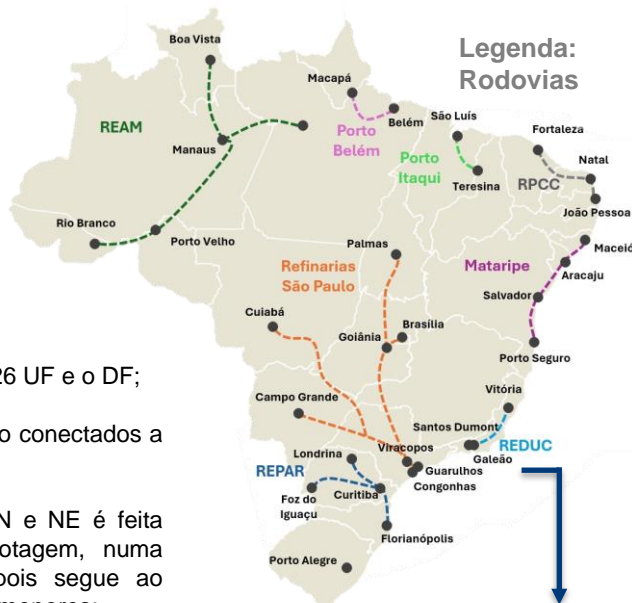 Legenda:
Rodovias
Boa Vista
Macapá
REAM
Manaus
Porto
Belém
Belém
São Luís
Porto
Itaqui
Teresina
Fortaleza
Natal
RPCC
João Pessoa
Rio Branco
Porto Velho
Palmas
Refinarias
São Paulo
Mataripe
Maceió
Aracaju
Salvador
Cuiabá
Goiânia
Brasília
Porto Seguro
Vitória
Campo Grande
Santos Dumont
Viracopos
REDUC
Galeão
Londrina
Guarulhos
Congonhas
REPAR
Curitiba
Foz do
Iguaçu
Florianópolis
Porto Alegre
26 UF e o DF;
o conectados a
N e NE é feita
otagem, numa
pois segue ao